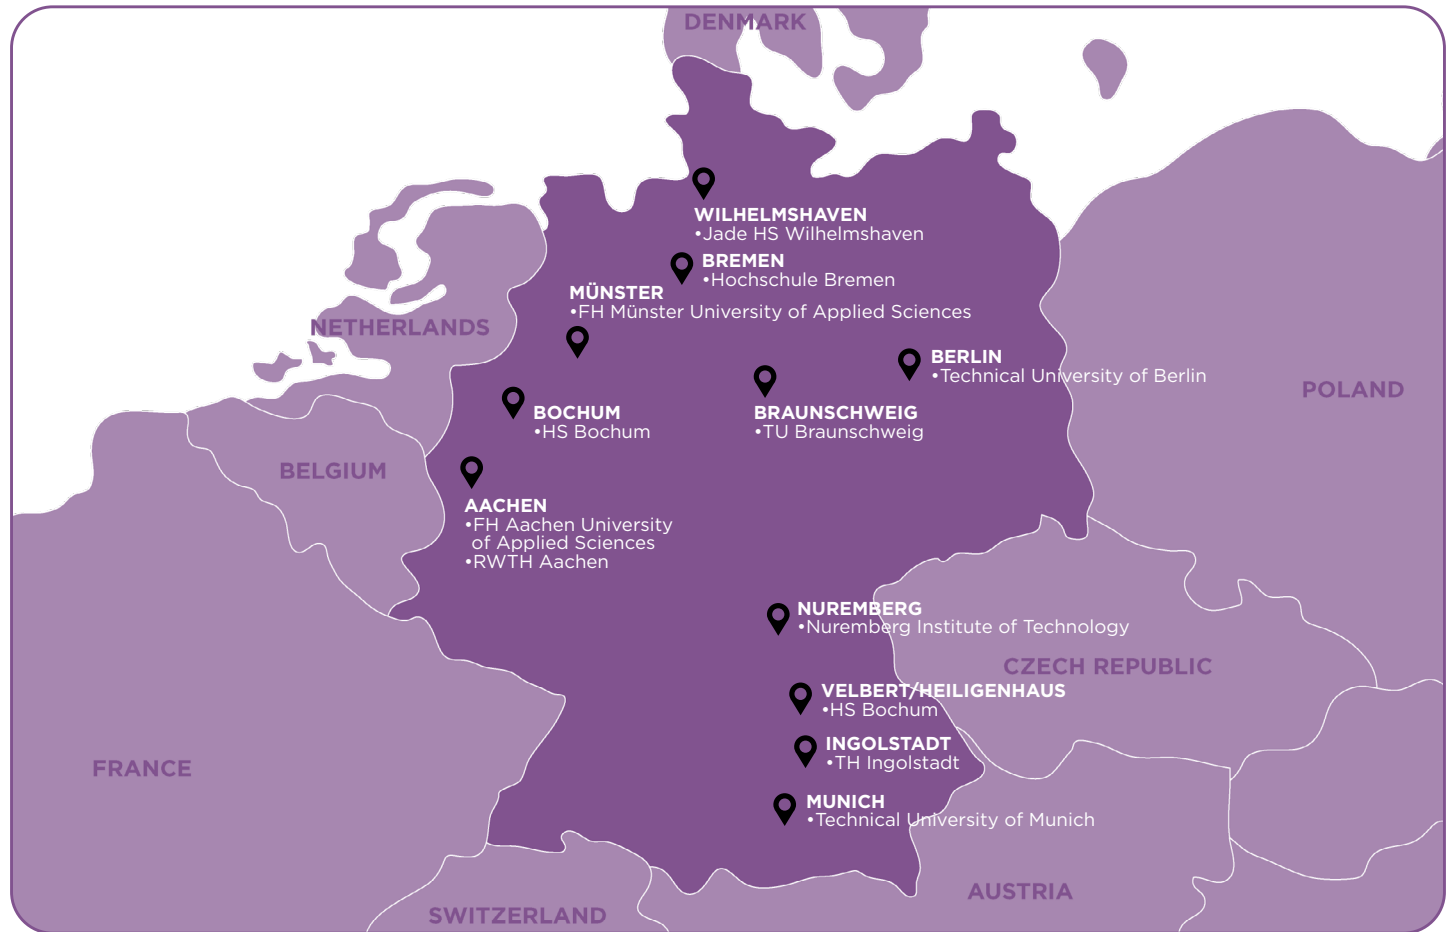 DENMARK
WILHELMSHAVEN
•Jade HS Wilhelmshaven
BREMEN
•Hochschule Bremen
MÜNSTER
•FH Münster University of Applied Sciences
NETHERLANDS
BERLIN
•Technical University of Berlin
POLAND
BOCHUM
•HS Bochum
BRAUNSCHWEIG
•TU Braunschweig
BELGIUM
AACHEN
•FH Aachen University
of Applied Sciences
•RWTH Aachen
NUREMBERG
•Nuremberg Institute of Technology
CZECH REPUBLIC
VELBERT/HEILIGENHAUS
•HS Bochum
INGOLSTADT
•TH Ingolstadt
FRANCE
MUNICH
•Technical University of Munich
AUSTRIA
SWITZERLAND